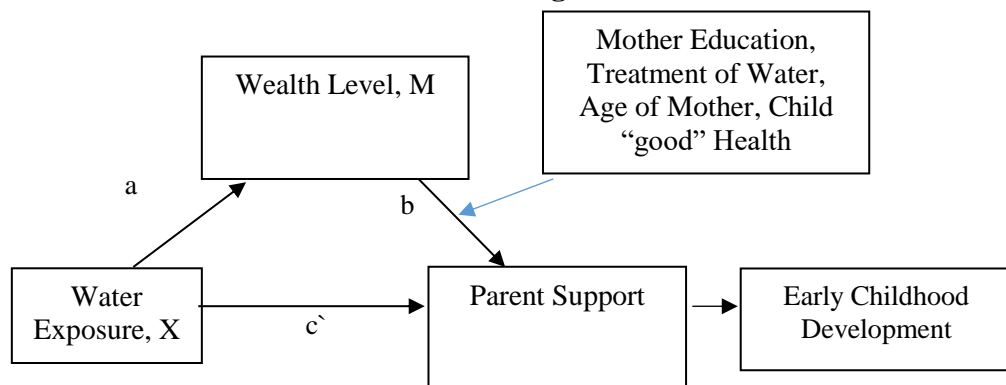 Mother Education,
Treatment of Water,
Age of Mother, Child
“good” Health
Wealth Level, M
a
b
Water
Exposure, X
c`
Parent Support
Early Childhood
Development